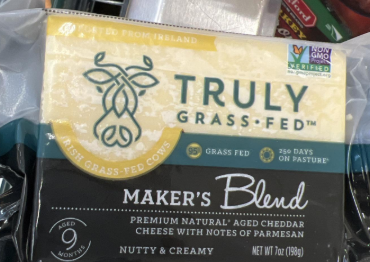 FROM IRELAND
NON
GMO
VERIFIED
TRULY
GRASS•FED™
IRISH GRASS-FED COWS
GRASS FED
250 DAYS
ON PASTURE*
MAKER'S Blend
PREMIUM NATURAL* AGED CHEDDAR
CHEESE WITH NOTES OF PARMESAN
AGED
9
MONTHS
NUTTY & CREAMY
NET WT 7oz (198g)